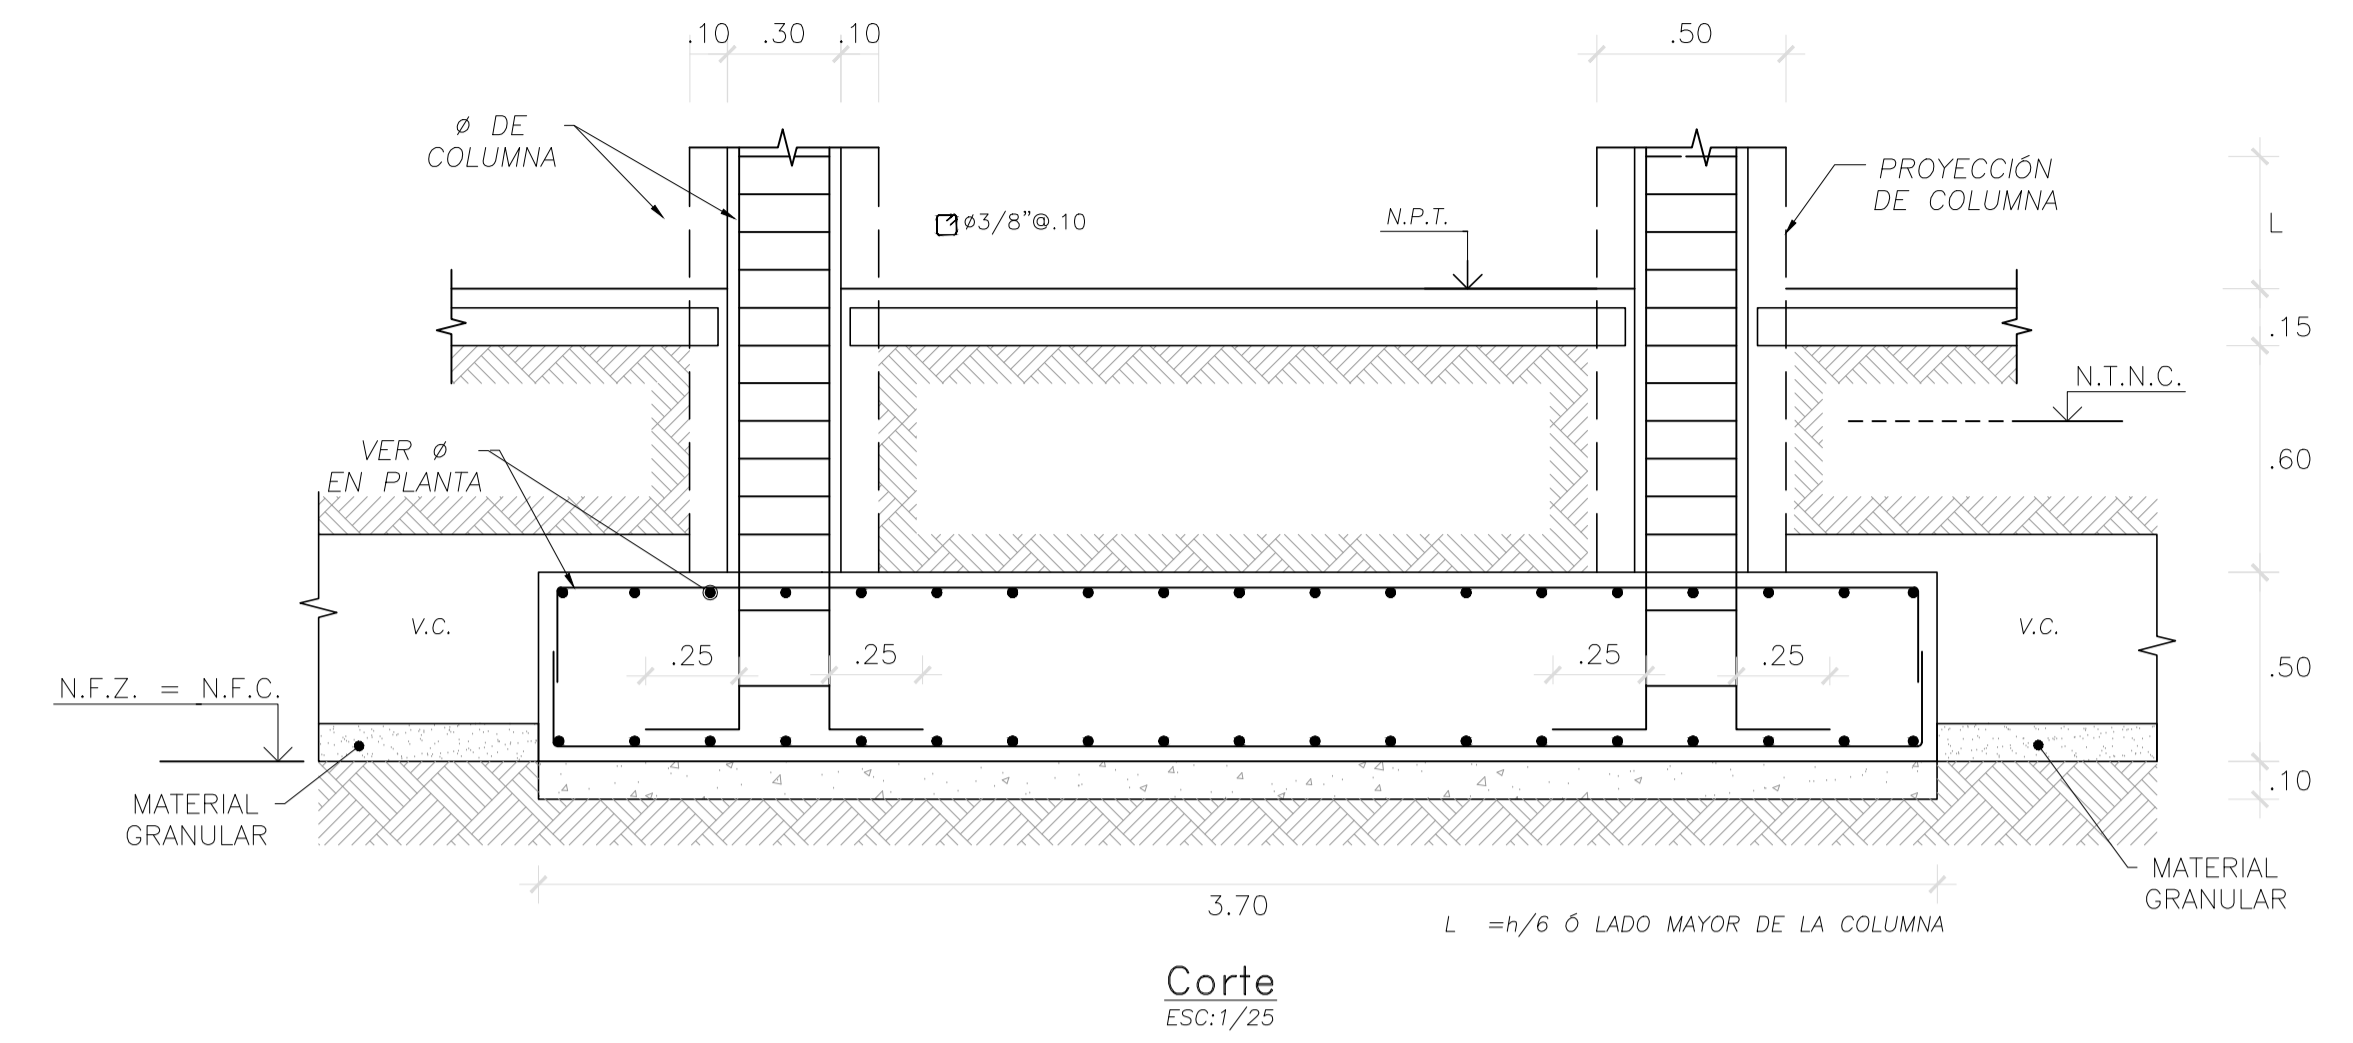 .10 .30 .10
.50
ø DE
COLUMNA
PROYECCIÓN
DE COLUMNA
ø3/8"@.10
N.P.T.
L
.15
N.T.N.C.
VER ø
EN PLANTA
.60
V.C.
V.C.
.25 .25
.25 .25
.50
N.F.Z. = N.F.C.
.10
MATERIAL
GRANULAR
MATERIAL
GRANULAR
3.70
L =h/6 Ó LADO MAYOR DE LA COLUMNA
Corte
ESC:1/25